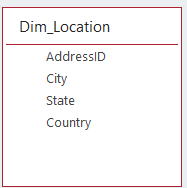 Dim_Location
AddressID
City
State
Country